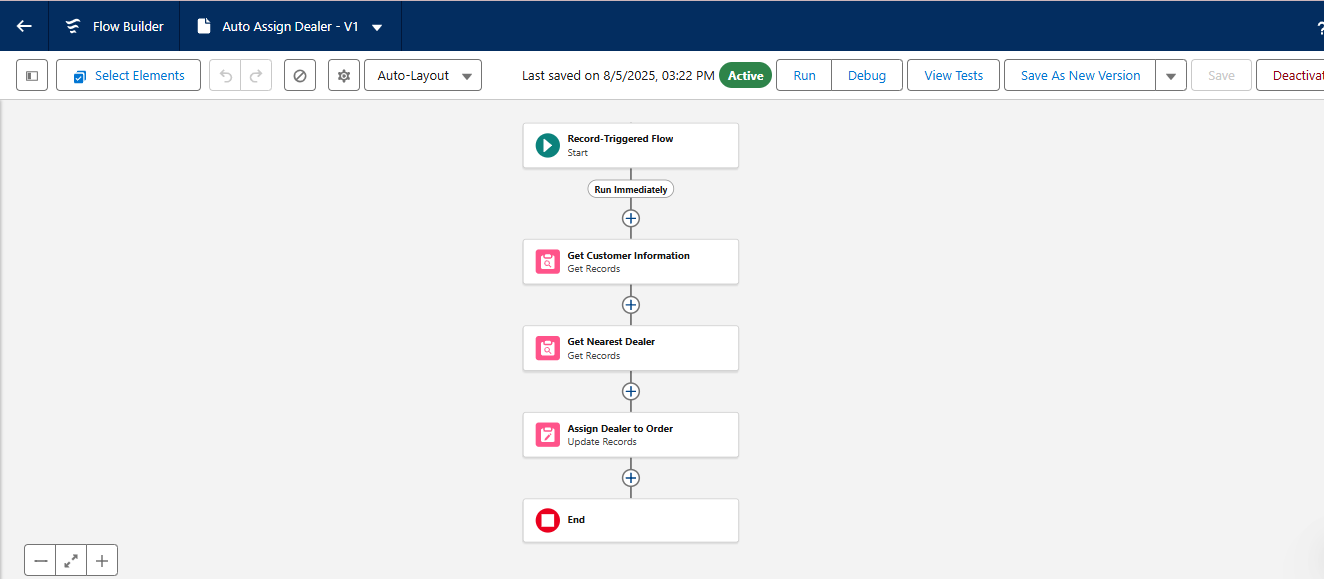 Flow Builder
Auto Assign Dealer - V1
?
Select Elements
Auto-Layout
Last saved on 8/5/2025, 03:22 PM
Active
Run
Debug
View Tests
Save As New Version
Save
Deactivat
Record-Triggered Flow
Start
Run Immediately
Get Customer Information
Get Records
Get Nearest Dealer
Get Records
Assign Dealer to Order
Update Records
End